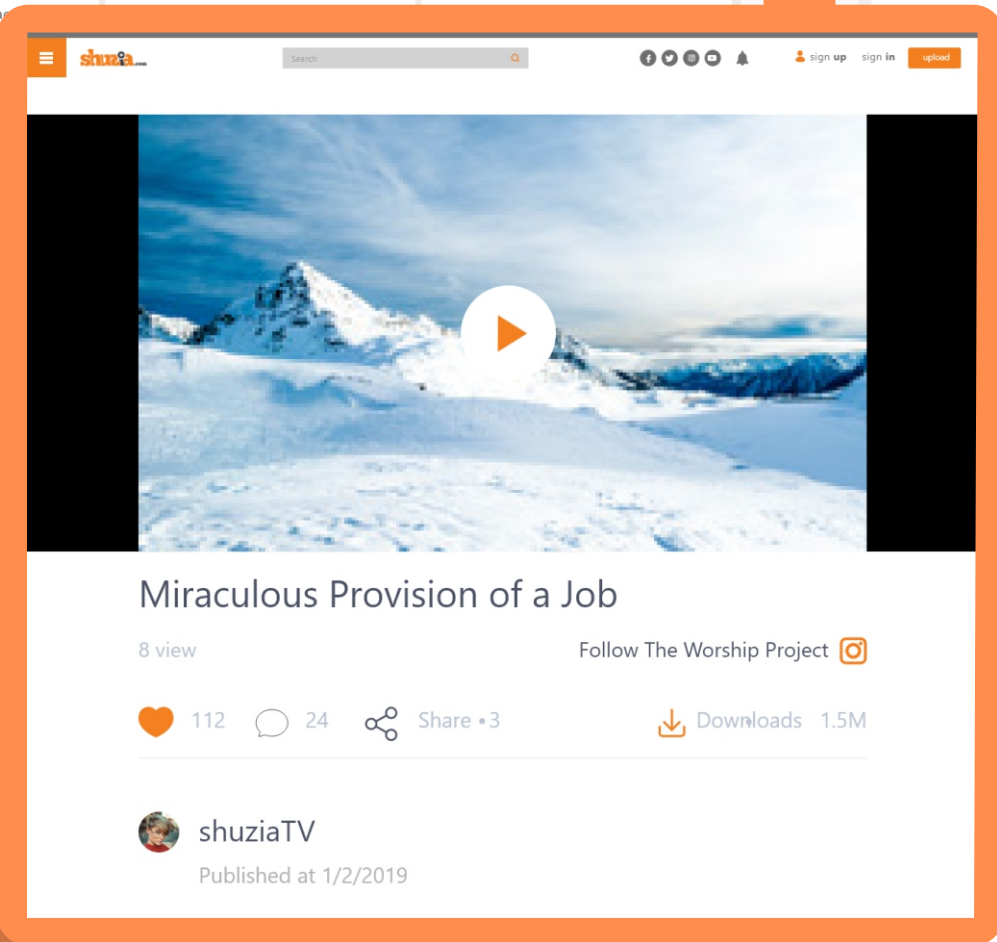 shuzia.com
Search
sign up
sign in
upload
Miraculous Provision of a Job
8 view
Follow The Worship Project
112
24
Share • 3
Downloads 1.5M
shuziaTV
Published at 1/2/2019